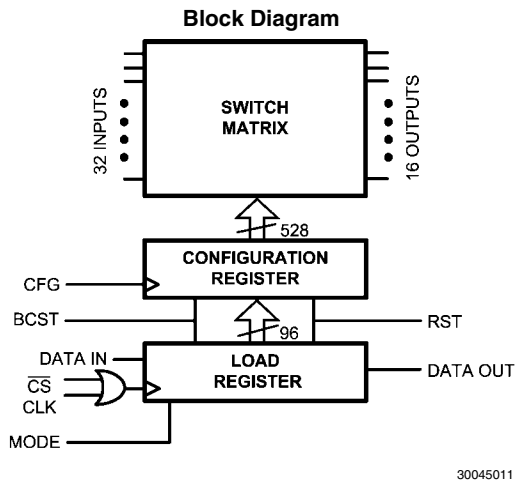 Block Diagram
32 INPUTS
SWITCH
MATRIX
16 OUTPUTS
528
CONFIGURATION
REGISTER
CFG
BCST
RST
96
DATA IN
LOAD
REGISTER
DATA OUT
C̅S̅
CLK
MODE
30045011